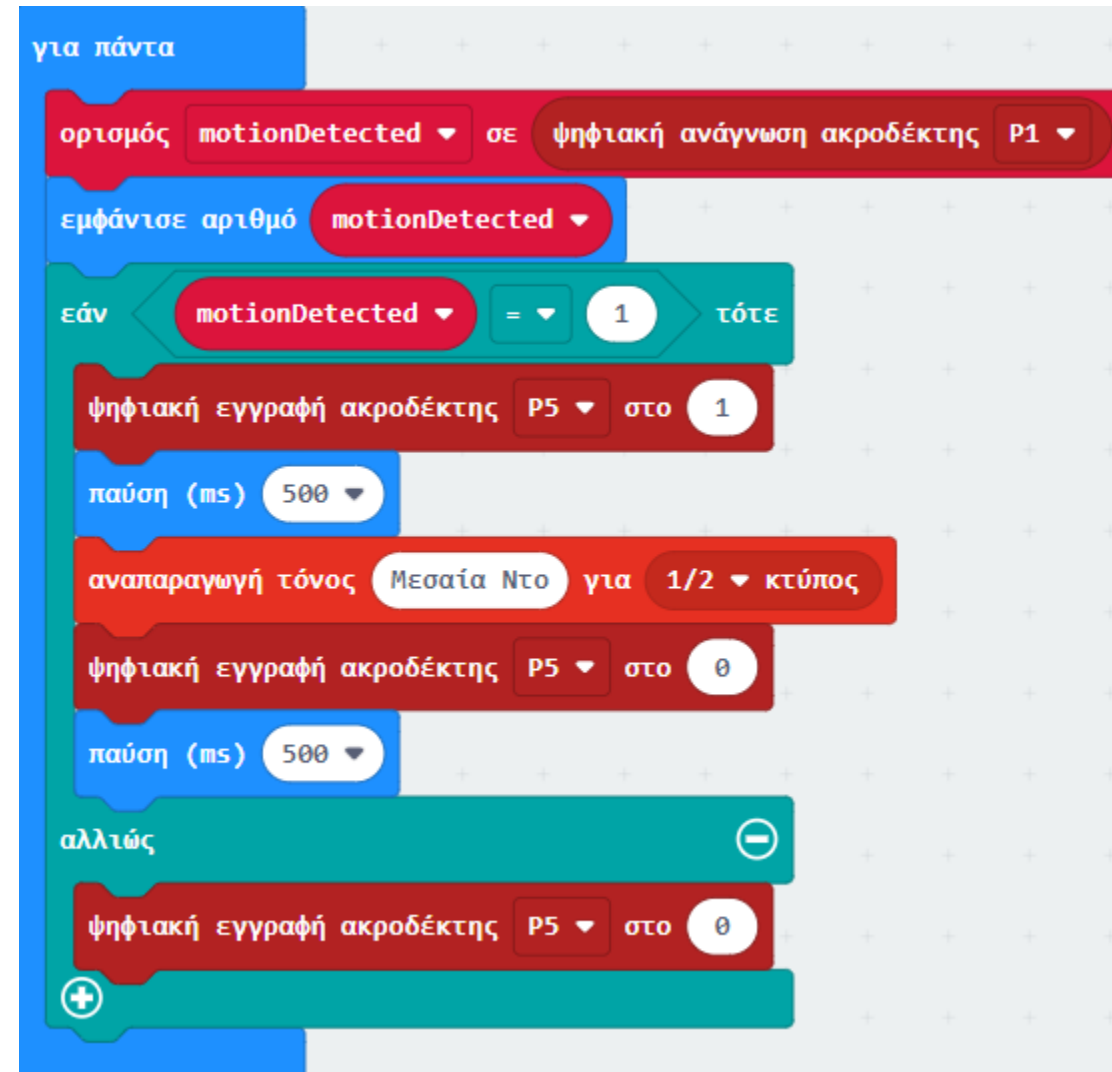 για πάντα
ορισμός motionDetected σε ψηφιακή ανάγνωση ακροδέκτης P1
εμφάνισε αριθμό motionDetected
εάν motionDetected = 1 τότε
ψηφιακή εγγραφή ακροδέκτης P5 στο 1
παύση (ms) 500
αναπαραγωγή τόνος Μεσαία Ντο για 1/2 κτύπος
ψηφιακή εγγραφή ακροδέκτης P5 στο 0
παύση (ms) 500
αλλιώς
ψηφιακή εγγραφή ακροδέκτης P5 στο 0